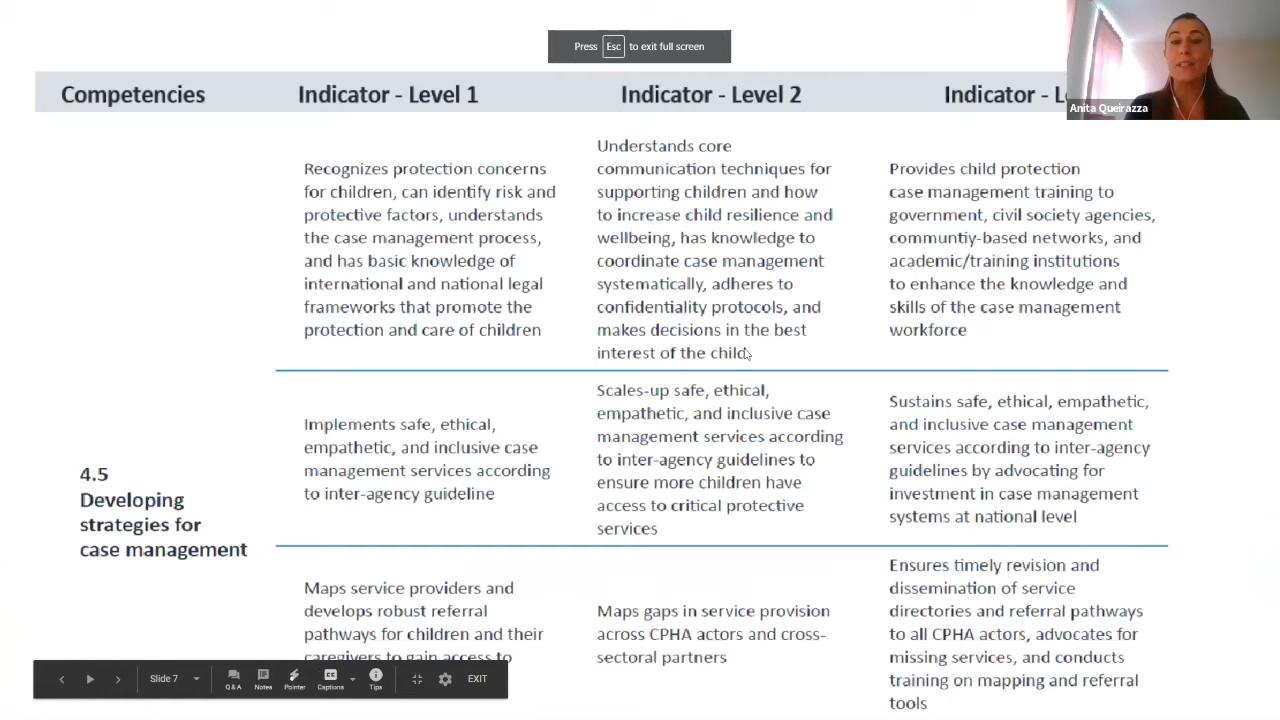 Press Esc to exit full screen
Anita Queirazza
Competencies
Indicator - Level 1
Indicator - Level 2
Indicator - L
Recognizes protection concerns
for children, can identify risk and
protective factors, understands
the case management process,
and has basic knowledge of
international and national legal
frameworks that promote the
protection and care of children
Understands core
communication techniques for
supporting children and how
to increase child resilience and
wellbeing, has knowledge to
coordinate case management
systematically, adheres to
confidentiality protocols, and
makes decisions in the best
interest of the child
Provides child protection
case management training to
government, civil society agencies,
communtiy-based networks, and
academic/training institutions
to enhance the knowledge and
skills of the case management
workforce
4.5
Developing
strategies for
case management
Implements safe, ethical,
empathetic, and inclusive case
management services according
to inter-agency guideline
Scales-up safe, ethical,
empathetic, and inclusive case
management services according
to inter-agency guidelines to
ensure more children have
access to critical protective
services
Sustains safe, ethical, empathetic,
and inclusive case management
services according to inter-agency
guidelines by advocating for
investment in case management
systems at national level
Maps service providers and
develops robust referral
pathways for children and their
caregivers to gain access to
Maps gaps in service provision
across CPHA actors and cross-
sectoral partners
Ensures timely revision and
dissemination of service
directories and referral pathways
to all CPHA actors, advocates for
missing services, and conducts
training on mapping and referral
tools
Slide 7
Q&A
Notes
Pointer
Captions
Tips
EXIT